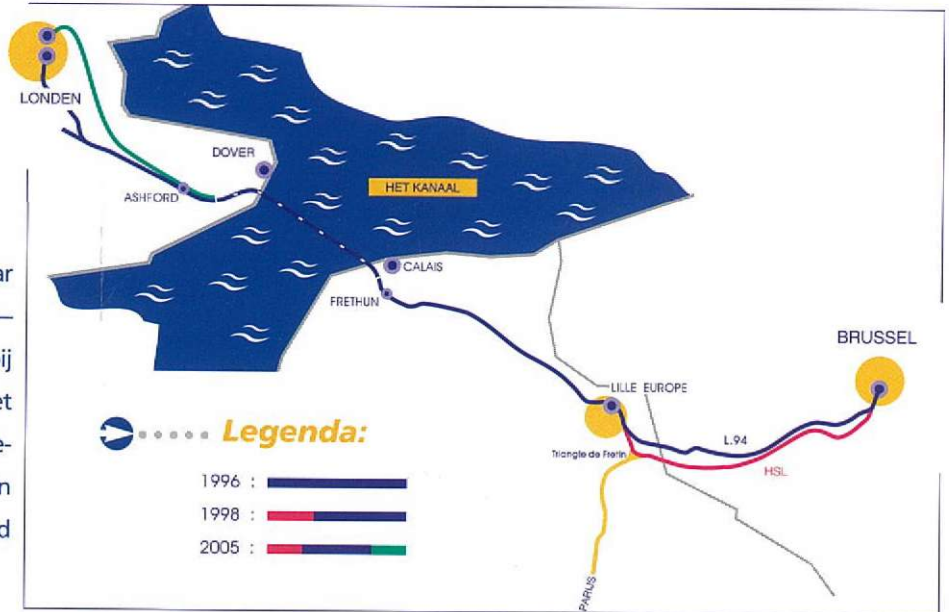 LONDEN
DOVER
ASHFORD
HET KANAAL
CALAIS
FRETHUN
BRUSSEL
LILLE EUROPE
L.94
Triangle de Fretin
HSL
PARIJS
Legenda:
1996 :
1998 :
2005 :
ar
ij
et
e-
n
d